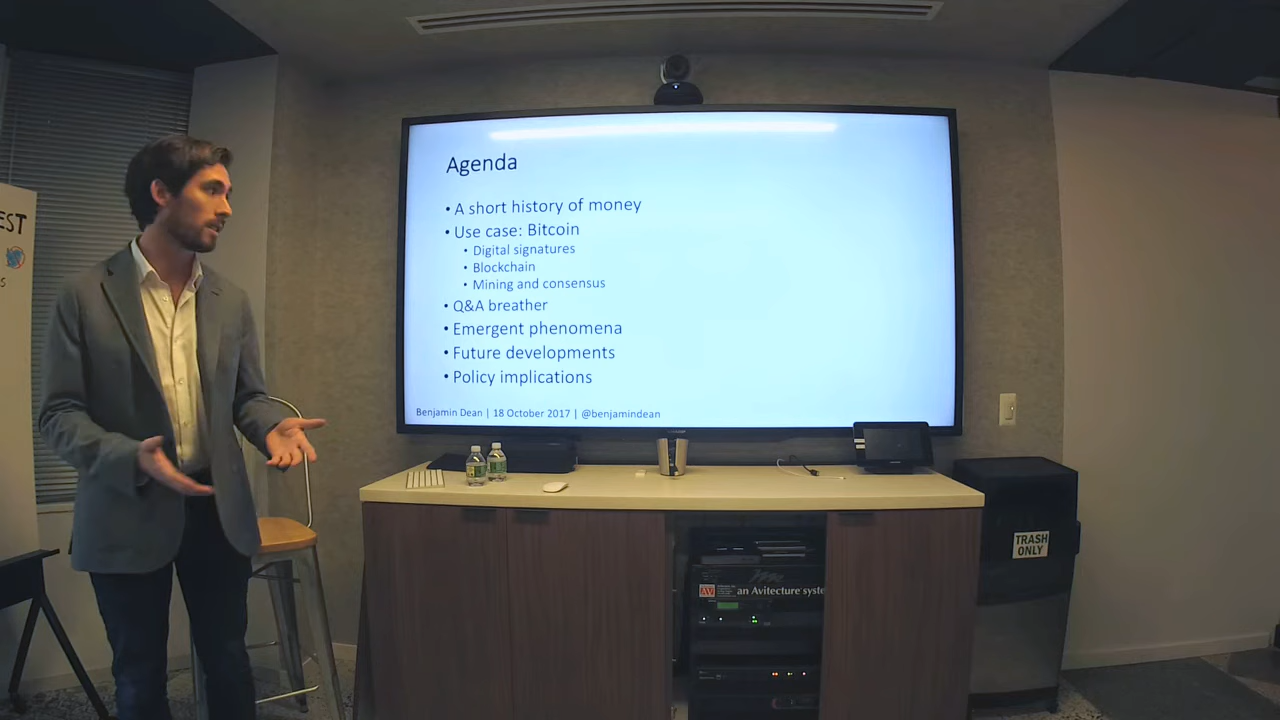 EST
Agenda
• A short history of money
• Use case: Bitcoin
• Digital signatures
• Blockchain
• Mining and consensus
• Q&A breather
• Emergent phenomena
• Future developments
• Policy implications
Benjamin Dean | 18 October 2017 | @benjamindean
TRASH
ONLY
AV
an Avitecture syste